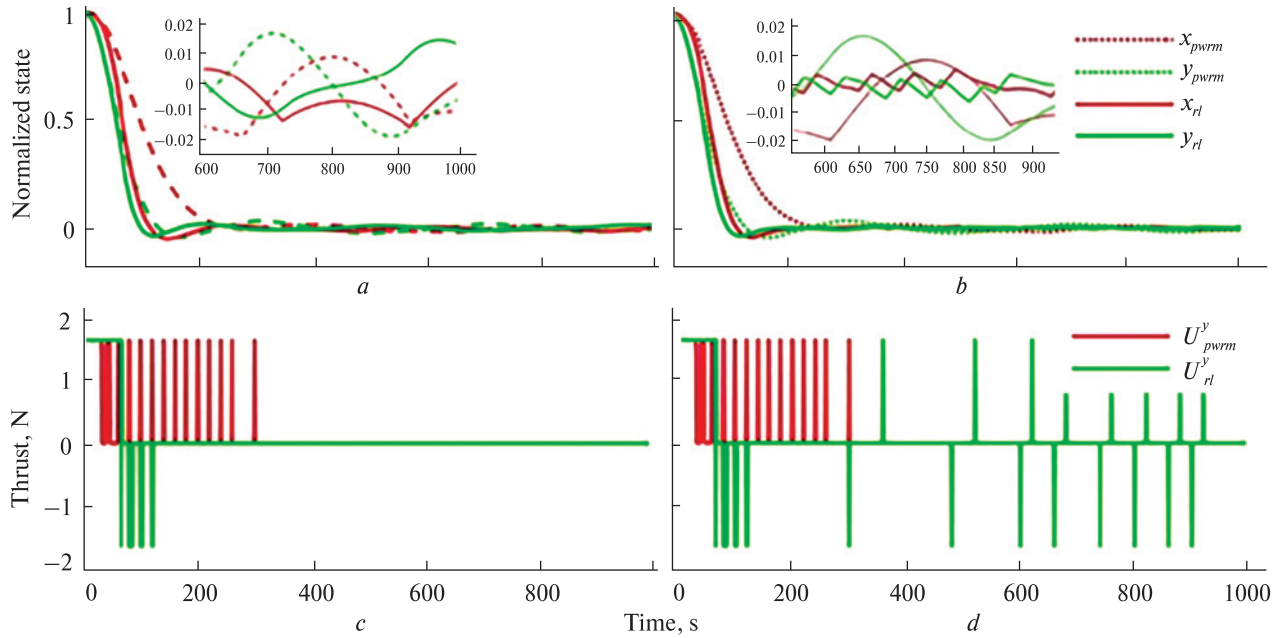 Normalized state
1
0.5
0
0.02
0.01
0
−0.01
−0.02
600 700 800 900 1000
a
0.02
0.01
0
−0.01
−0.02
600 700 750 800 850 900
b
x_pwrm
y_pwrm
x_rl
y_rl
Thrust, N
2
1
0
−1
−2
0 200 400 600 800
c
U^y_pwrm
U^y_rl
0 200 400 600 800 1000
d
Time, s